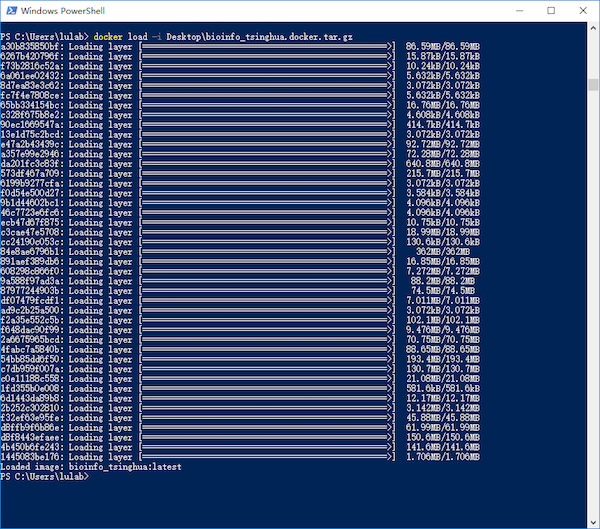 Windows PowerShell
PS C:\Users\lulab> docker load -i Desktop\bioinfo_tsinghua.docker.tar.gz
a30b835850bf: Loading layer [==================================================>] 86.59MB/86.59MB
6267b420796f: Loading layer [==================================================>] 15.87kB/15.87kB
f73b2816c52a: Loading layer [==================================================>] 10.24kB/10.24kB
6a061ee02432: Loading layer [==================================================>] 5.632kB/5.632kB
8d7ea83e3c62: Loading layer [==================================================>] 3.072kB/3.072kB
fc7f4e7808ce: Loading layer [==================================================>] 5.632kB/5.632kB
65bb334154bc: Loading layer [==================================================>] 16.76MB/16.76MB
c328f675b8e2: Loading layer [==================================================>] 4.608kB/4.608kB
90ec1669547a: Loading layer [==================================================>] 414.7kB/414.7kB
13e1d75c2bcd: Loading layer [==================================================>] 3.072kB/3.072kB
e47a2b43439c: Loading layer [==================================================>] 92.72MB/92.72MB
a357e99e2946: Loading layer [==================================================>] 72.28MB/72.28MB
da201fc3c83f: Loading layer [==================================================>] 640.8MB/640.8MB
573df467a709: Loading layer [==================================================>] 215.7MB/215.7MB
6199b9277cfa: Loading layer [==================================================>] 3.072kB/3.072kB
f0d54e500d27: Loading layer [==================================================>] 3.584kB/3.584kB
9b1d44602bc1: Loading layer [==================================================>] 4.096kB/4.096kB
46c7723e6fc6: Loading layer [==================================================>] 4.096kB/4.096kB
ecb47d67f875: Loading layer [==================================================>] 10.75kB/10.75kB
c3cae47e5708: Loading layer [==================================================>] 18.99MB/18.99MB
cc24190c053c: Loading layer [==================================================>] 130.6kB/130.6kB
84e8ae6796b1: Loading layer [==================================================>] 362MB/362MB
891aef389db6: Loading layer [==================================================>] 16.85MB/16.85MB
608298c866f0: Loading layer [==================================================>] 7.272MB/7.272MB
9a588f97ad3a: Loading layer [==================================================>] 88.2MB/88.2MB
87977244903b: Loading layer [==================================================>] 74.5MB/74.5MB
df07479fcdf1: Loading layer [==================================================>] 7.011MB/7.011MB
ad9c2b25a500: Loading layer [==================================================>] 3.072kB/3.072kB
f2a35e552c5b: Loading layer [==================================================>] 102.1MB/102.1MB
f648dac90f99: Loading layer [==================================================>] 9.476MB/9.476MB
2a6675965bcd: Loading layer [==================================================>] 70.75MB/70.75MB
4fabc7a5840b: Loading layer [==================================================>] 88.65MB/88.65MB
54bb85dd6f50: Loading layer [==================================================>] 193.4MB/193.4MB
c7db959f007a: Loading layer [==================================================>] 130.7MB/130.7MB
c0e11188c558: Loading layer [==================================================>] 21.08MB/21.08MB
1fd355b0e008: Loading layer [==================================================>] 581.6kB/581.6kB
6d1443da89b8: Loading layer [==================================================>] 12.17MB/12.17MB
2b252c302810: Loading layer [==================================================>] 3.142MB/3.142MB
f32ef63e95fe: Loading layer [==================================================>] 45.88MB/45.88MB
d8ffb9f6b86e: Loading layer [==================================================>] 61.99MB/61.99MB
d8f8443efaee: Loading layer [==================================================>] 150.6MB/150.6MB
4b450b6fe243: Loading layer [==================================================>] 141.6MB/141.6MB
1445083be176: Loading layer [==================================================>] 1.706MB/1.706MB
Loaded image: bioinfo_tsinghua:latest
PS C:\Users\lulab>